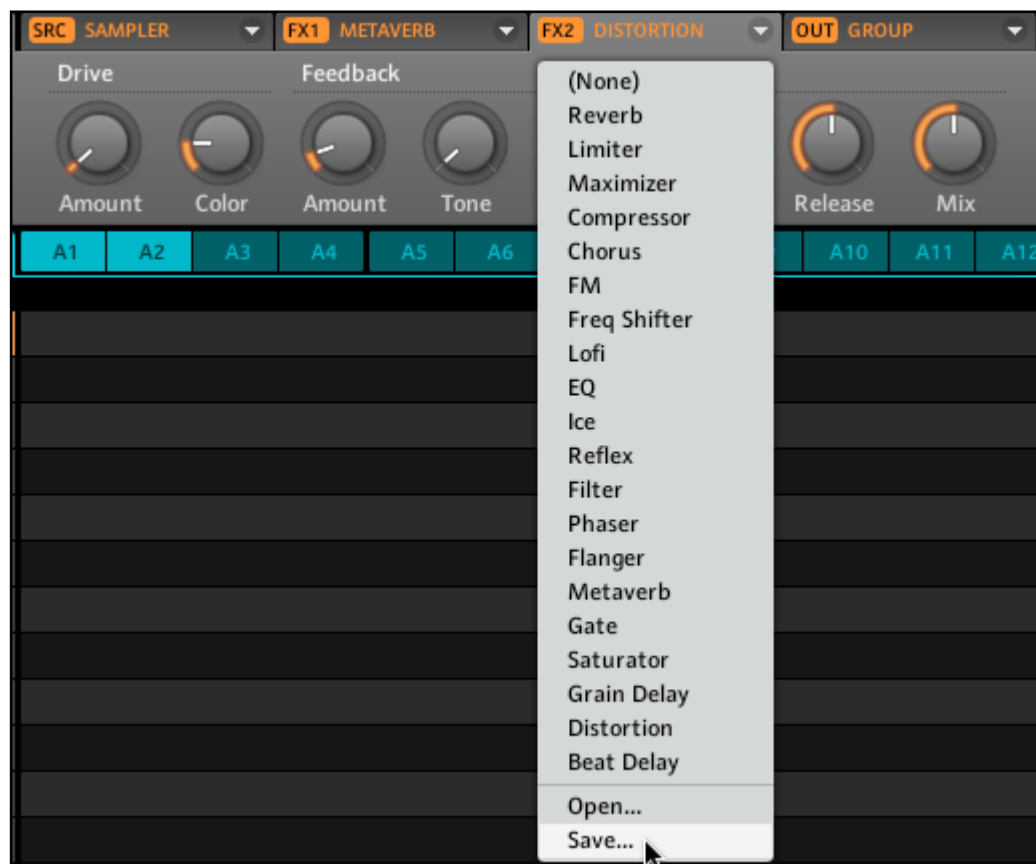 SRC SAMPLER FX1 METAVERB FX2 DISTORTION OUT GROUP
Drive Feedback
Amount Color Amount Tone Release Mix
A1 A2 A3 A4 A5 A6 A10 A11 A12
(None)
Reverb
Limiter
Maximizer
Compressor
Chorus
FM
Freq Shifter
Lofi
EQ
Ice
Reflex
Filter
Phaser
Flanger
Metaverb
Gate
Saturator
Grain Delay
Distortion
Beat Delay
Open...
Save...